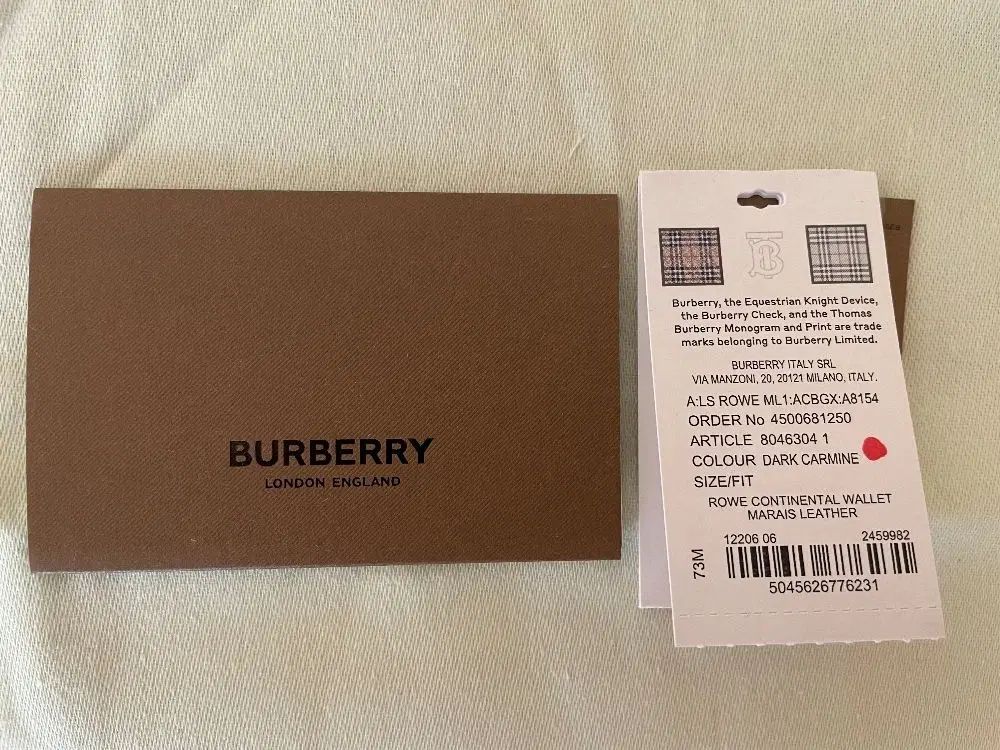 BURBERRY
LONDON ENGLAND
Burberry, the Equestrian Knight Device,
the Burberry Check, and the Thomas
Burberry Monogram and Print are trade
marks belonging to Burberry Limited.
BURBERRY ITALY SRL
VIA MANZONI, 20, 20121 MILANO, ITALY.
A:LS ROWE ML1:ACBGX:A8154
ORDER No 4500681250
ARTICLE 8046304 1
COLOUR DARK CARMINE
SIZE/FIT
ROWE CONTINENTAL WALLET
MARAIS LEATHER
12206 06 2459982
73M
5045626776231